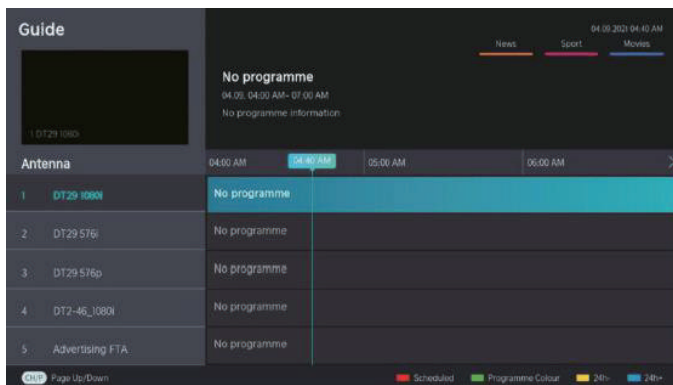 Guide
04.09.2021 04:40 AM
News Sport Movies
No programme
04.09. 04:00 AM- 07:00 AM
No programme information
1 DT29 1080i
Antenna
04:00 AM 04:40 AM 05:00 AM 06:00 AM
1 DT29 1080i No programme
2 DT29 576i No programme
3 DT29 576p No programme
4 DT2-46_1080i No programme
5 Advertising FTA No programme
CH/P Page Up/Down Scheduled Programme Colour 24h- 24h+